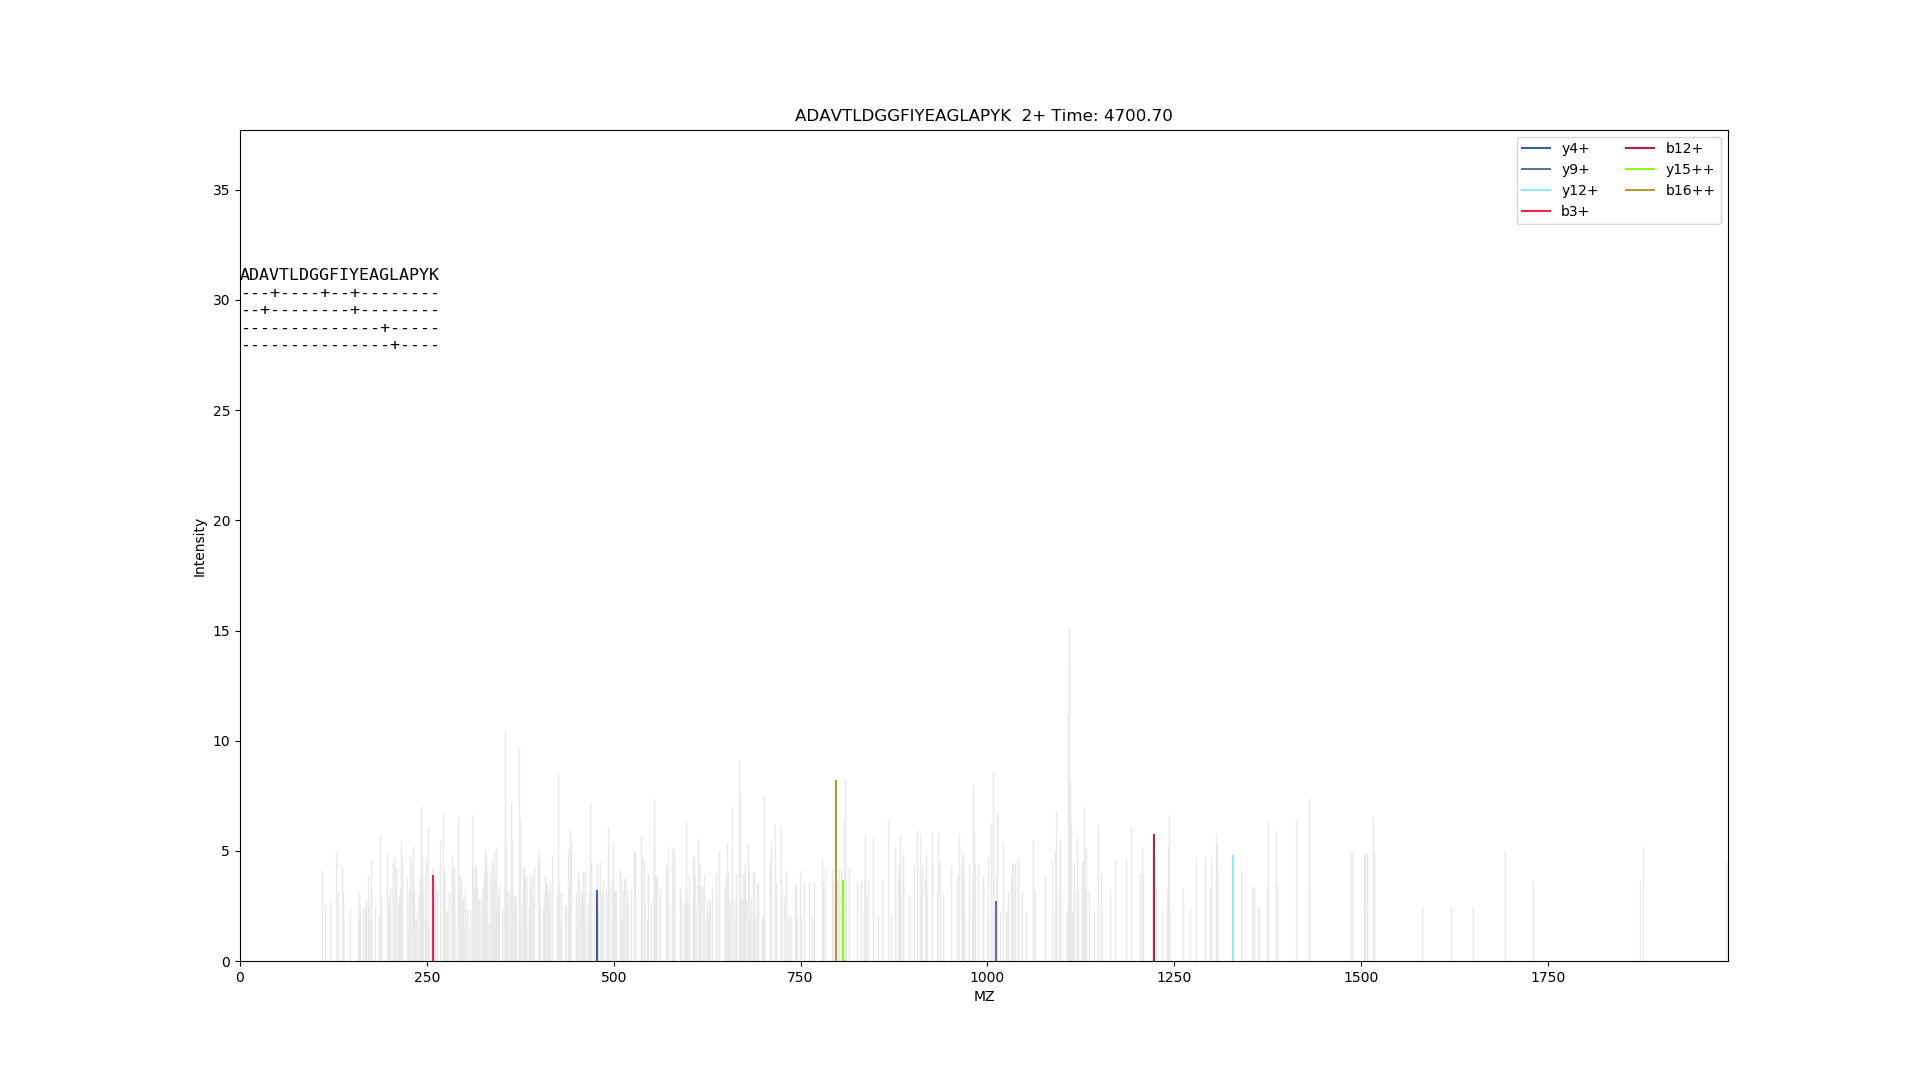 ADAVTLDGGFIYEAGLAPYK  2+ Time: 4700.70
y4+
y9+
y12+
b3+
b12+
y15++
b16++
ADAVTLDGGFIYEAGLAPYK
---+----+--+--------
--+--------+--------
--------------+-----
---------------+----
35
30
25
20
15
10
5
0
Intensity
0
250
500
750
1000
1250
1500
1750
MZ